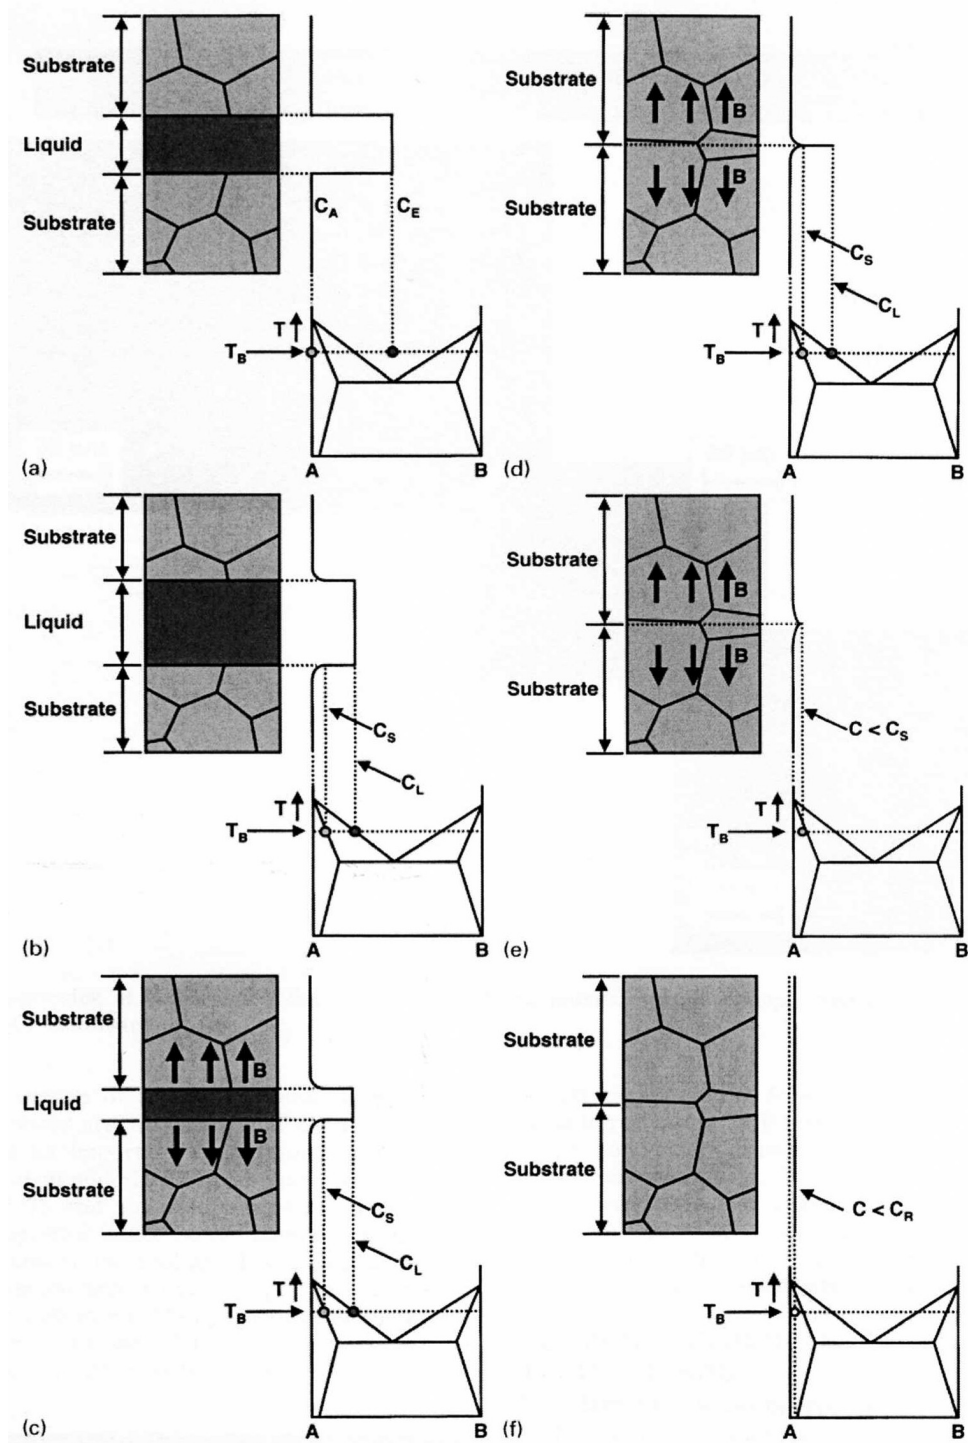 Substrate
Liquid
Substrate
C_A
C_E
T
T_B
A
B
(a)
Substrate
Liquid
Substrate
C_S
C_L
T
T_B
A
B
(b)
Substrate
B
Liquid
B
Substrate
C_S
C_L
T
T_B
A
B
(c)
Substrate
B
B
Substrate
C_S
C_L
T
T_B
A
B
(d)
Substrate
B
B
Substrate
C < C_S
T
T_B
A
B
(e)
Substrate
Substrate
C < C_R
T
T_B
A
B
(f)